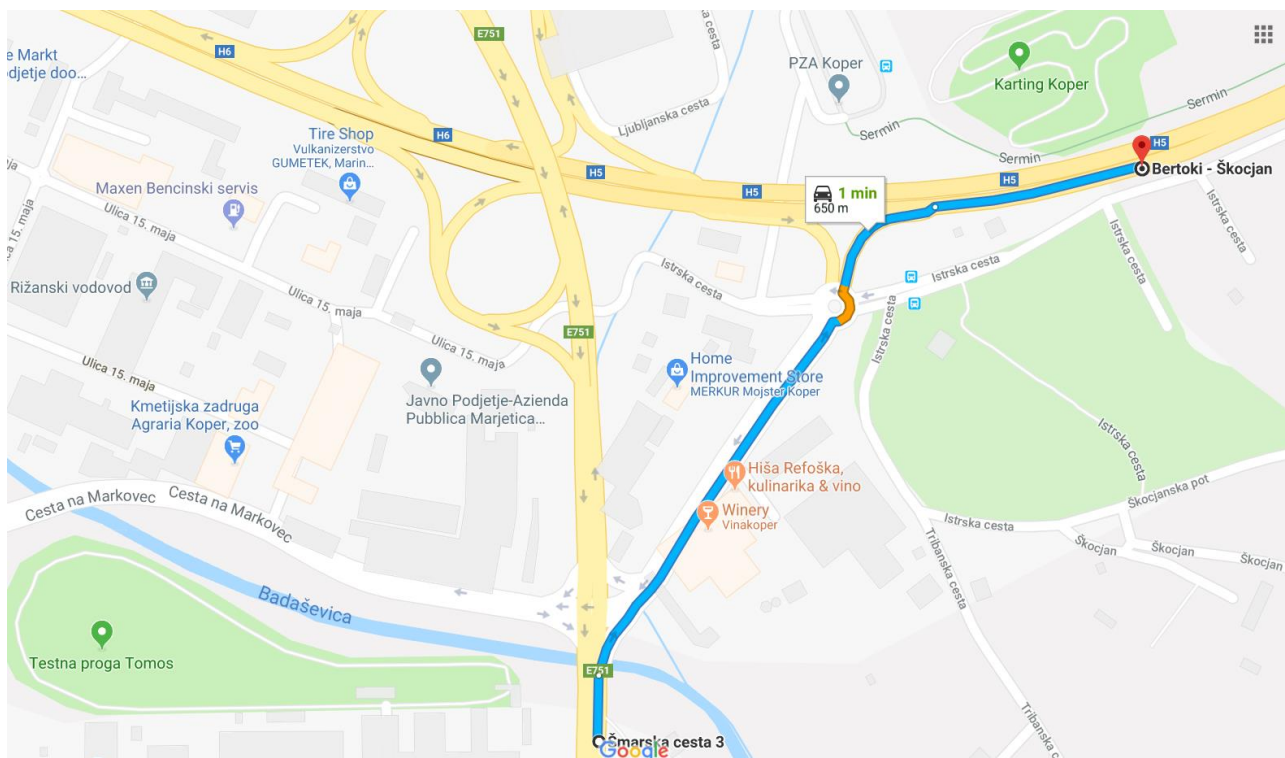 E751
H6
e Markt
odjetje doo...
PZA Koper
Karting Koper
Ljubljanska cesta
cesta
Sermin
Sermin
Sermin
Tire Shop
Vulkanizerstvo
GUMETEK, Marin...
H6
H5
H5
H5
H5
Bertoki - Škocjan
1 min
650 m
Maxen Bencinski servis
Ulica 15. maja
15. maja
Istrska cesta
Istrska cesta
Istrska cesta
Istrska cesta
Istrska cesta
Rižanski vodovod
Ulica 15. maja
E751
Ulica 15. maja
Ulica 15. maja
Home
Improvement Store
MERKUR Mojster Koper
Javno Podjetje-Azienda
Pubblica Marjetica...
Kmetijska zadruga
Agraria Koper, zoo
Hiša Refoška,
kulinarika & vino
Winery
Vinakoper
Cesta na Markovec
Cesta na Markovec
Istrska cesta
Škocjanska pot
Škocjan
Škocjan
Škocjan
Tribanska cesta
Tribanska cesta
Badaševica
Testna proga Tomos
E751
Šmarska cesta 3
Google